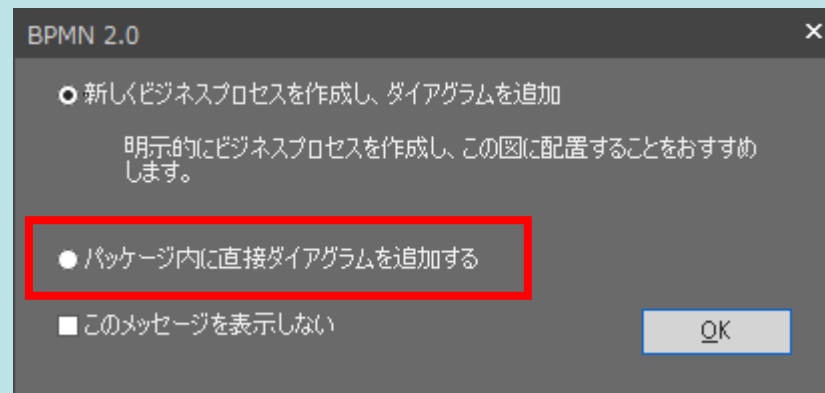 BPMN 2.0
新しくビジネスプロセスを作成し、ダイアグラムを追加
明示的にビジネスプロセスを作成し、この図に配置することをおすすめ
します。
パッケージ内に直接ダイアグラムを追加する
このメッセージを表示しない
OK